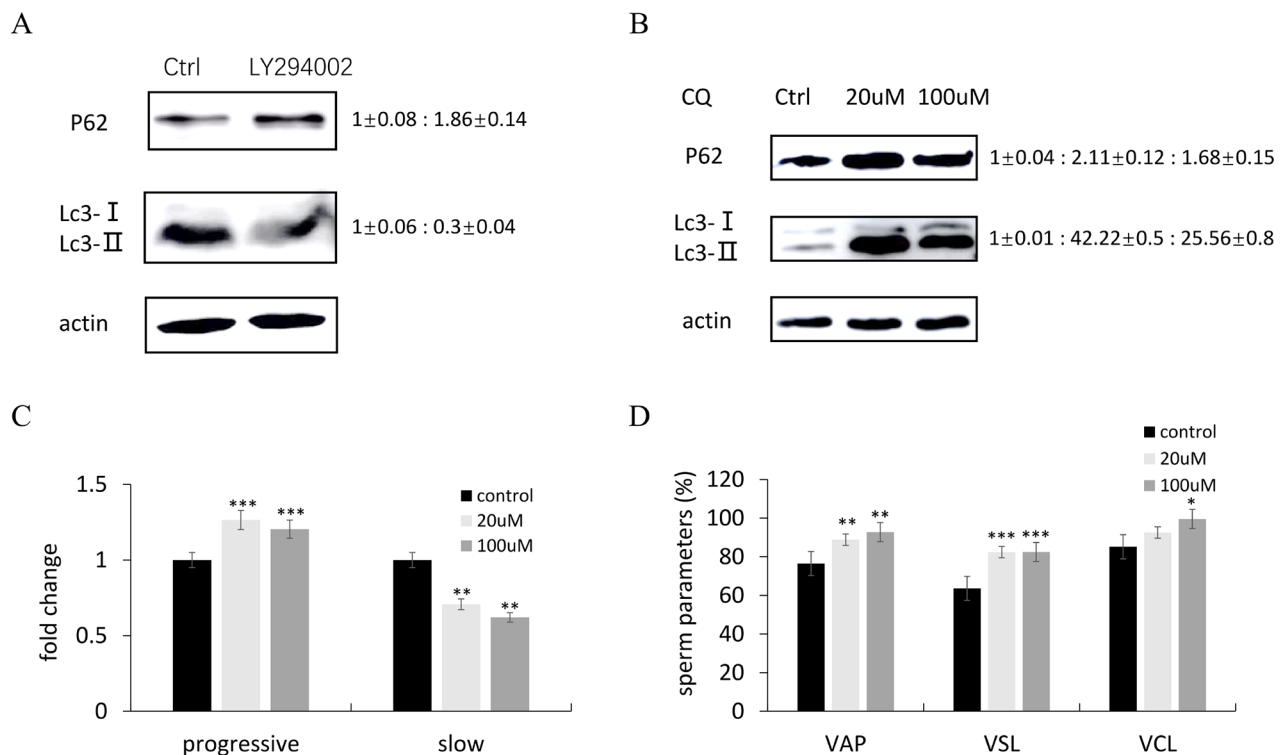 A
Ctrl LY294002
P62 1±0.08 : 1.86±0.14
Lc3-Ⅰ
Lc3-Ⅱ 1±0.06 : 0.3±0.04
actin
B
CQ Ctrl 20uM 100uM
P62 1±0.04 : 2.11±0.12 : 1.68±0.15
Lc3-Ⅰ
Lc3-Ⅱ 1±0.01 : 42.22±0.5 : 25.56±0.8
actin
C
fold change
1.5
1
0.5
0
*** ***
** **
control
20uM
100uM
progressive slow
D
sperm parameters (%)
120
100
80
60
40
20
0
** **
*** ***
*
control
20uM
100uM
VAP VSL VCL